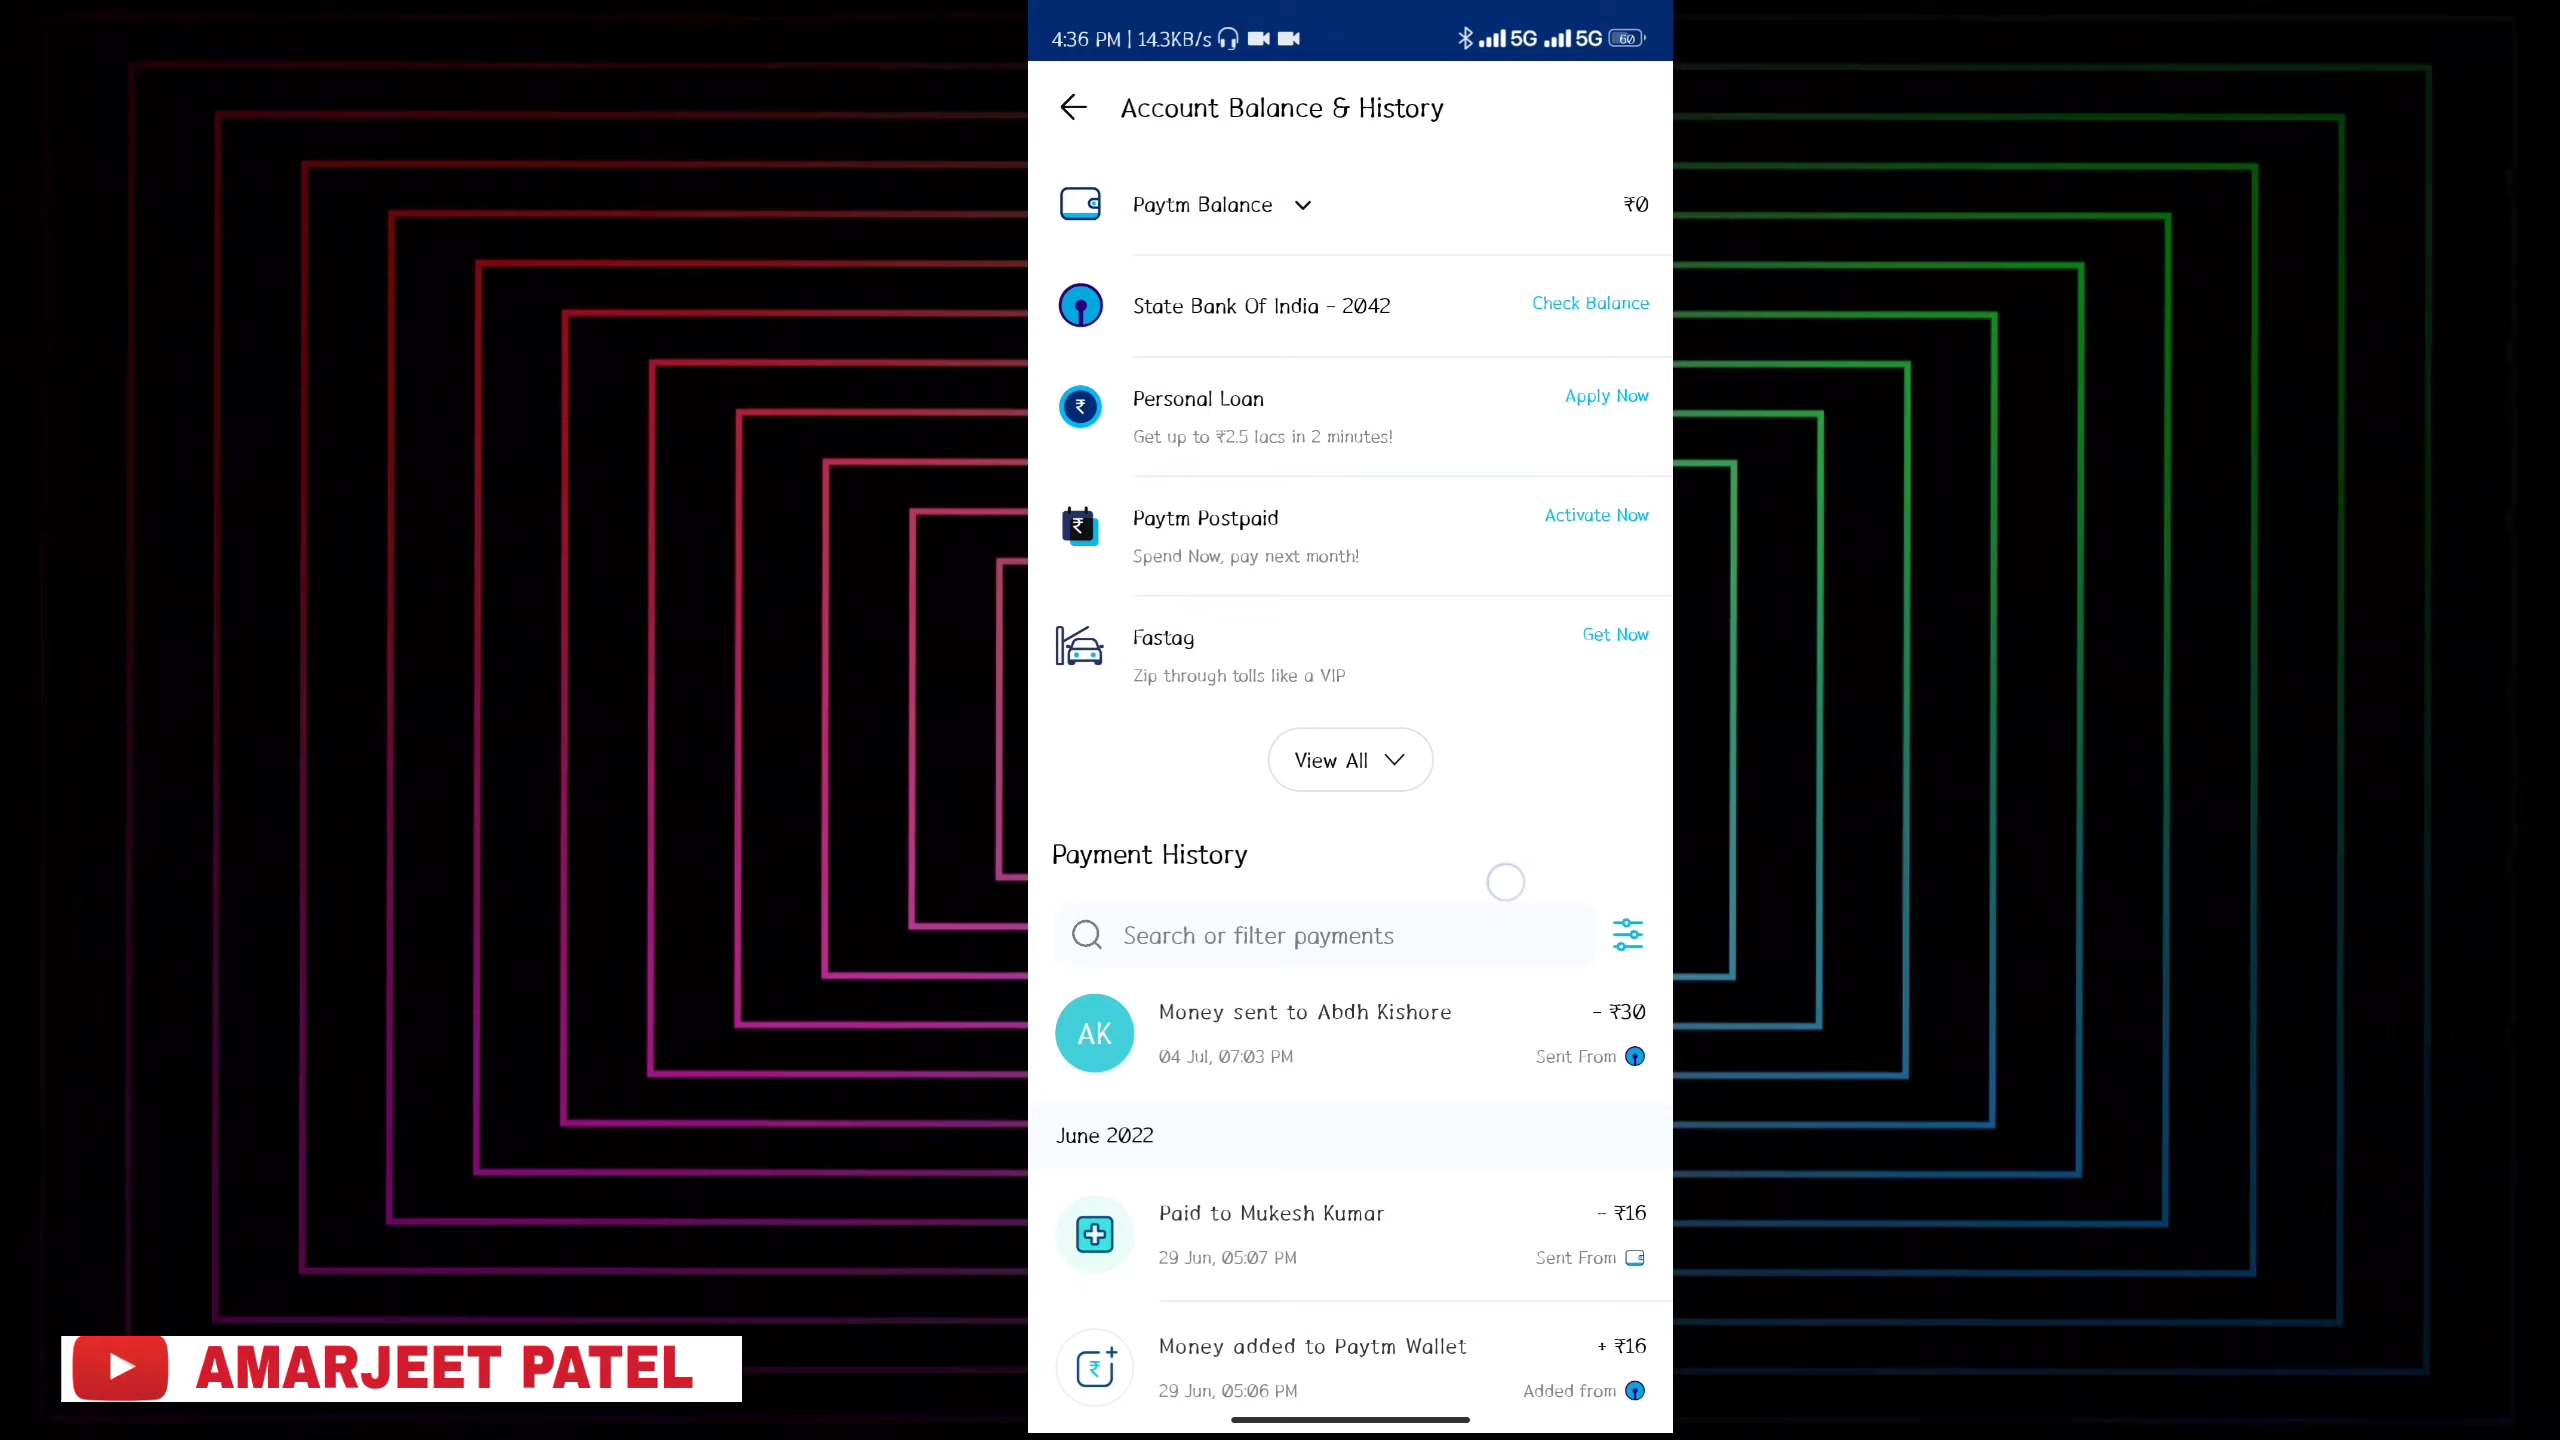 4:36 PM | 14.3KB/s 5G 5G 60
Account Balance & History
Paytm Balance ₹0
State Bank Of India - 2042 Check Balance
Personal Loan Apply Now
Get up to ₹2.5 lacs in 2 minutes!
Paytm Postpaid Activate Now
Spend Now, pay next month!
Fastag Get Now
Zip through tolls like a VIP
View All
Payment History
Search or filter payments
AK Money sent to Abdh Kishore - ₹30
04 Jul, 07:03 PM Sent From
June 2022
Paid to Mukesh Kumar - ₹16
29 Jun, 05:07 PM Sent From
Money added to Paytm Wallet + ₹16
29 Jun, 05:06 PM Added from
AMARJEET PATEL